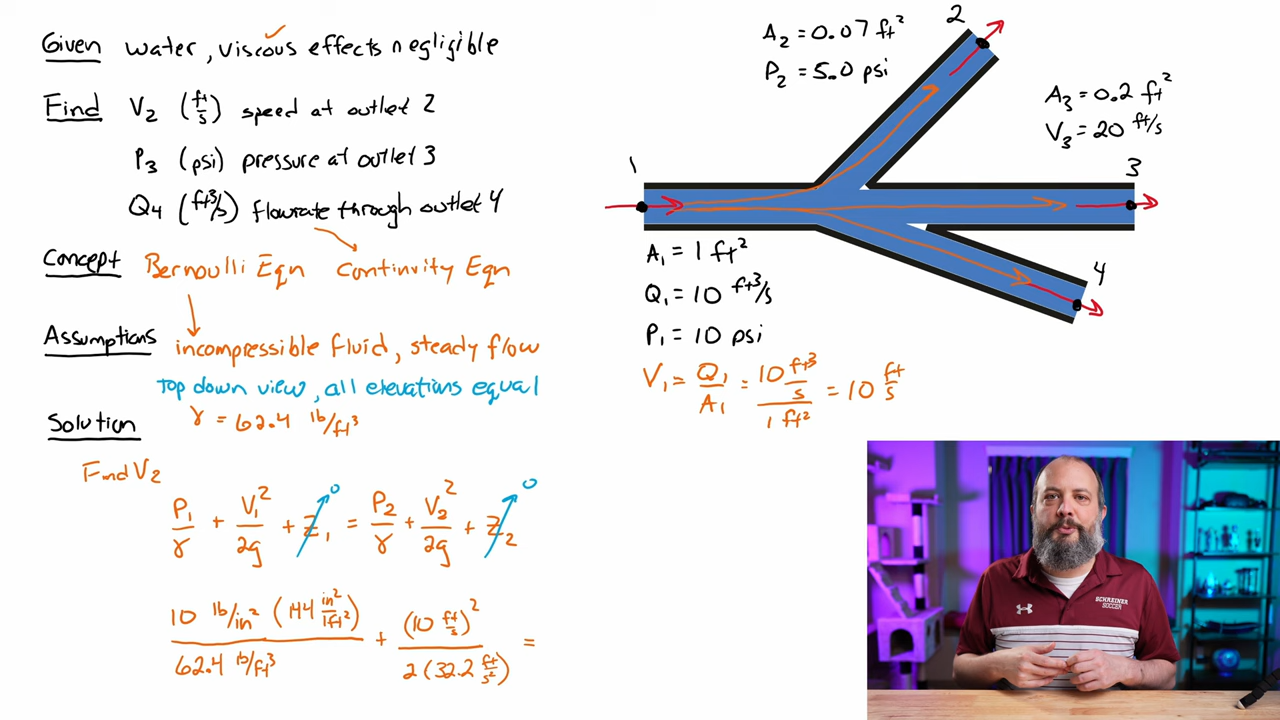 Given water, viscous effects negligible
Find V₂ (ft/s) speed at outlet 2
P₃ (psi) pressure at outlet 3
Q₄ (ft³/s) flowrate through outlet 4
Concept Bernoulli Eqn Continuity Eqn
Assumptions incompressible fluid, steady flow
top down view, all elevations equal
γ = 62.4 lb/ft³
Solution
Find V₂
P₁/γ + V₁²/2g + Z₁ 0 = P₂/γ + V₂²/2g + Z₂ 0
10 lb/in² (144 in²/1ft²)/62.4 lb/ft³ + (10 ft/s)²/2(32.2 ft/s²) =
2
A₂ = 0.07 ft²
P₂ = 5.0 psi
A₃ = 0.2 ft²
V₃ = 20 ft/s
1
3
4
A₁ = 1 ft²
Q₁ = 10 ft³/s
P₁ = 10 psi
V₁ = Q₁/A₁ = 10 ft³/s/1 ft² = 10 ft/s
SCHREINER
SOCCER